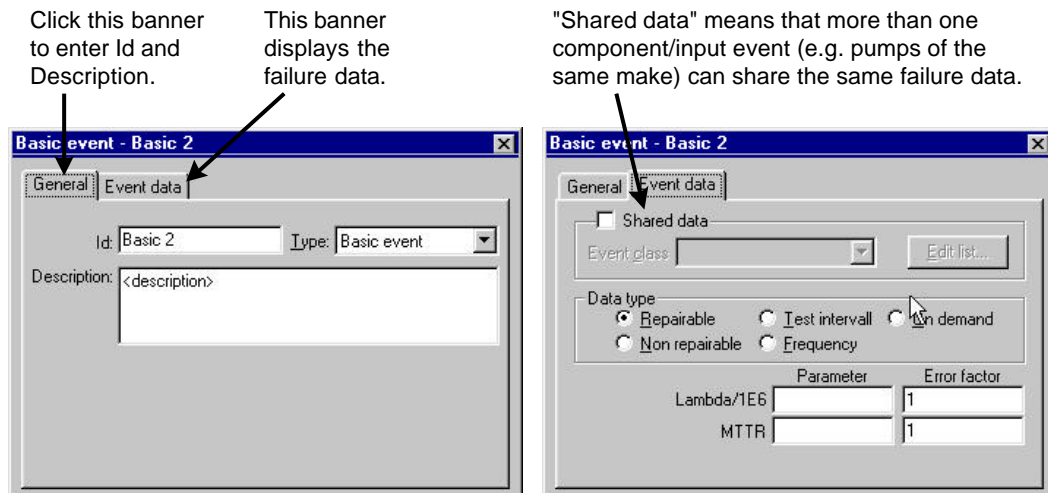 Click this banner
to enter Id and
Description.
This banner
displays the
failure data.
"Shared data" means that more than one
component/input event (e.g. pumps of the
same make) can share the same failure data.
Basic event - Basic 2
General Event data
Id: Basic 2 Type: Basic event
Description: <description>
Basic event - Basic 2
General Event data
Shared data
Event class Edit list...
Data type
Repairable Test intervall On demand
Non repairable Frequency
Parameter Error factor
Lambda/1E6 1
MTTR 1